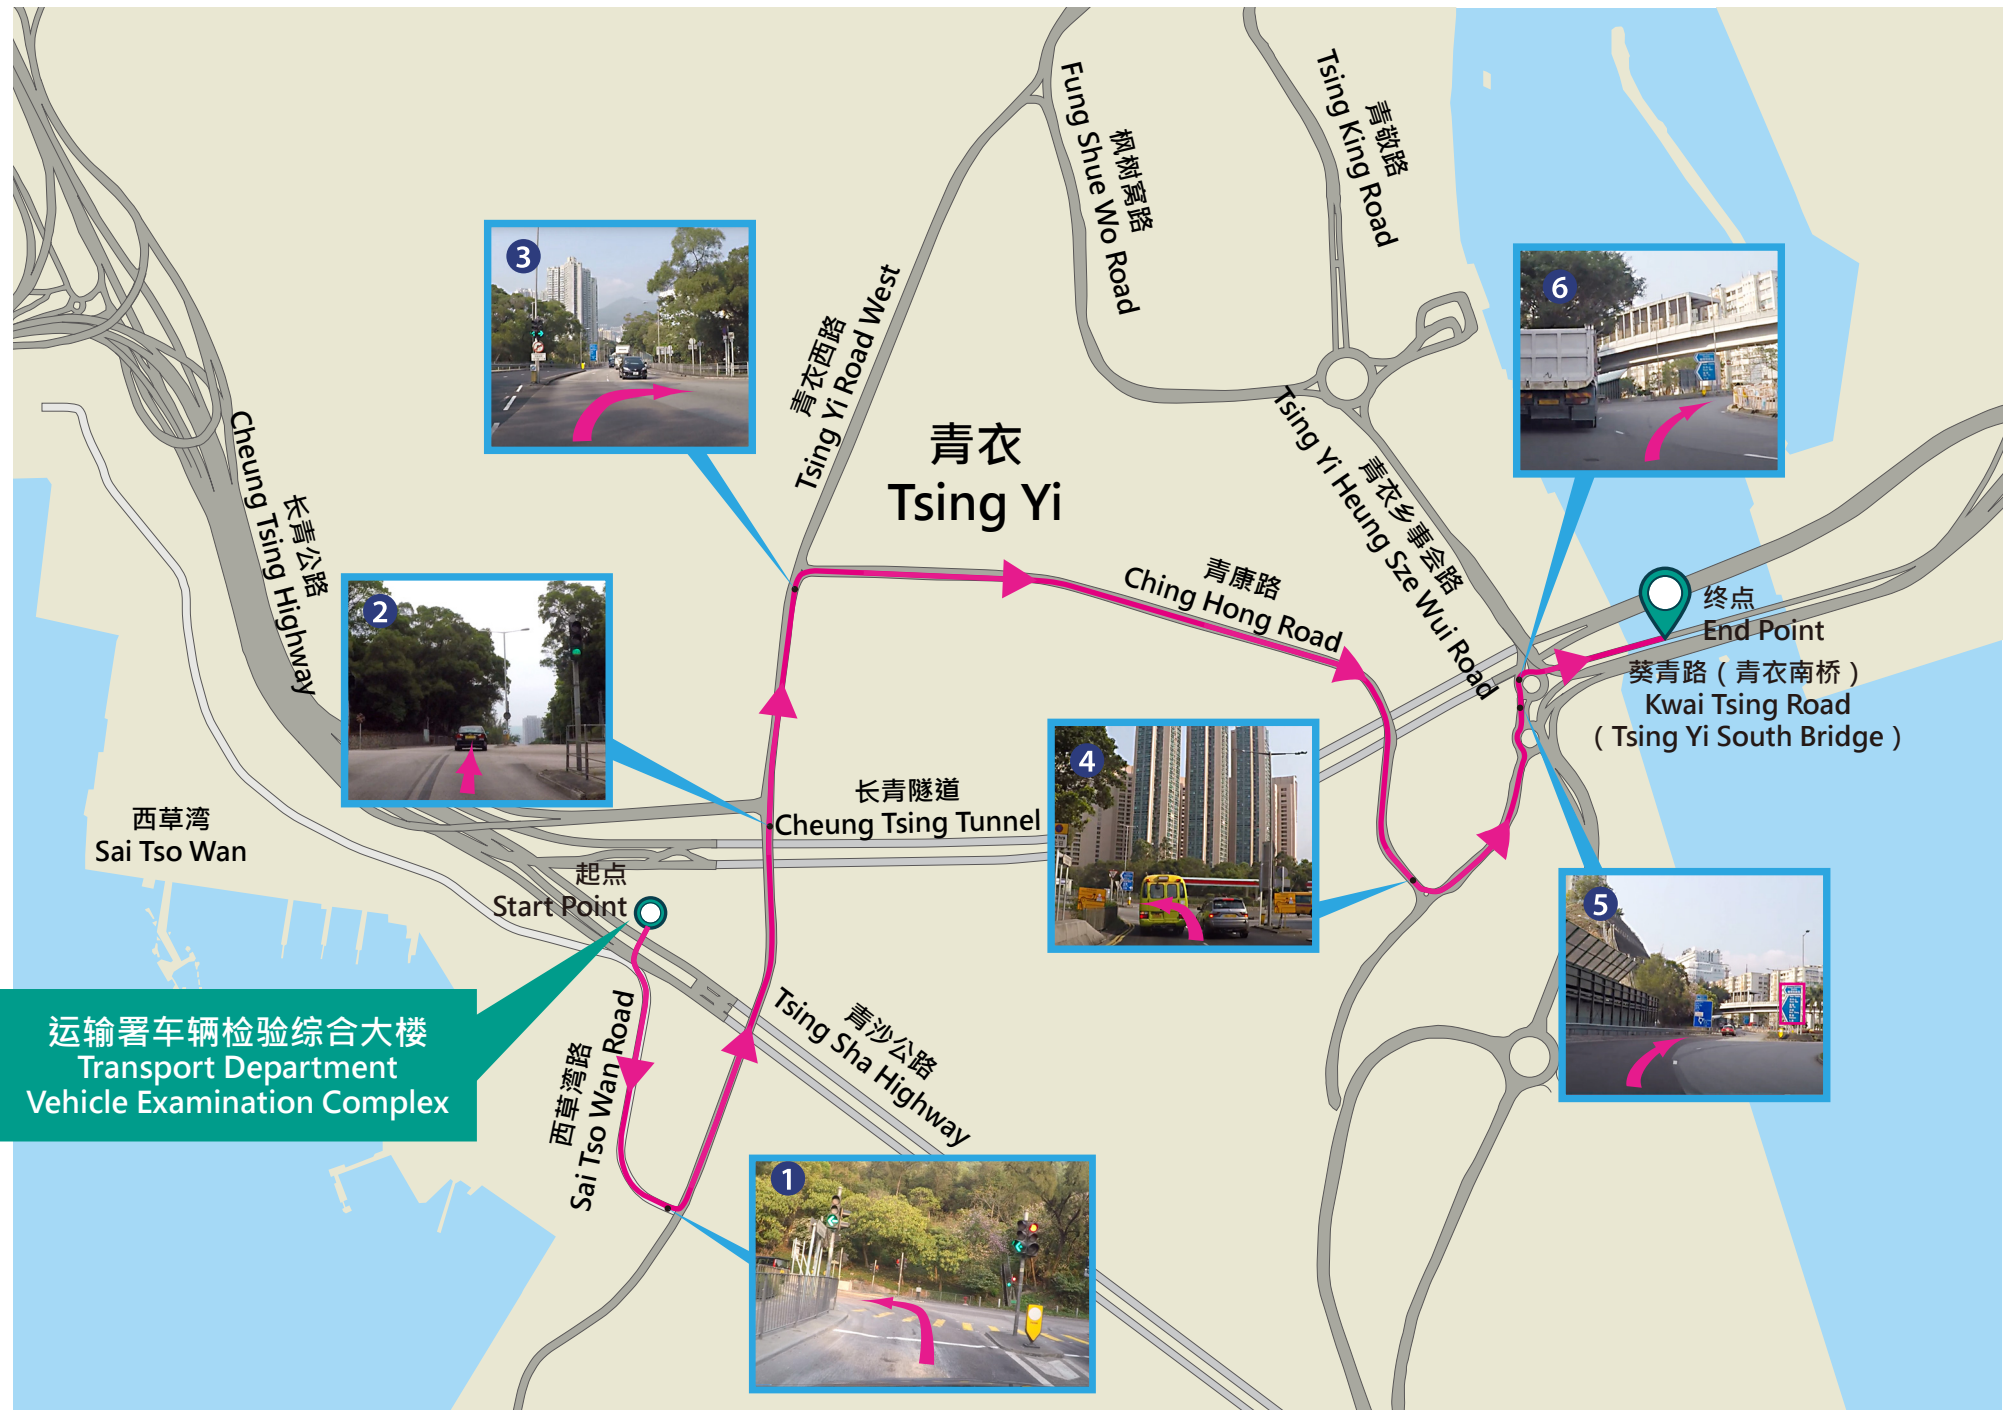 枫树窝路
Fung Shue Wo Road
青敬路
Tsing King Road
3
6
青衣西路
Tsing Yi Road West
青衣
Tsing Yi
长青公路
Cheung Tsing Highway
青衣乡事会路
Tsing Yi Heung Sze Wui Road
2
青康路
Ching Hong Road
终点
End Point
葵青路（青衣南桥）
Kwai Tsing Road
（Tsing Yi South Bridge）
4
长青隧道
Cheung Tsing Tunnel
西草湾
Sai Tso Wan
起点
Start Point
5
运输署车辆检验综合大楼
Transport Department
Vehicle Examination Complex
西草湾路
Sai Tso Wan Road
青沙公路
Tsing Sha Highway
1